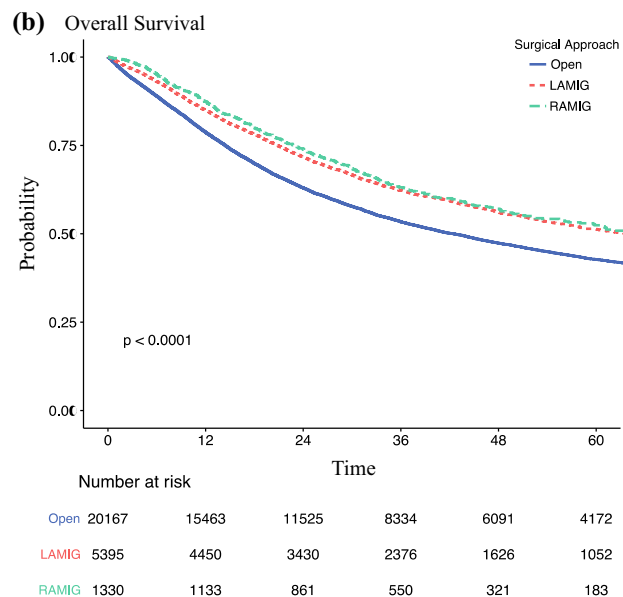 (b) Overall Survival
Surgical Approach
Open
LAMIG
RAMIG
1.00
0.75
0.50
0.25
0.00
Probability
p < 0.0001
0 12 24 36 48 60
Time
Number at risk
Open 20167 15463 11525 8334 6091 4172
LAMIG 5395 4450 3430 2376 1626 1052
RAMIG 1330 1133 861 550 321 183